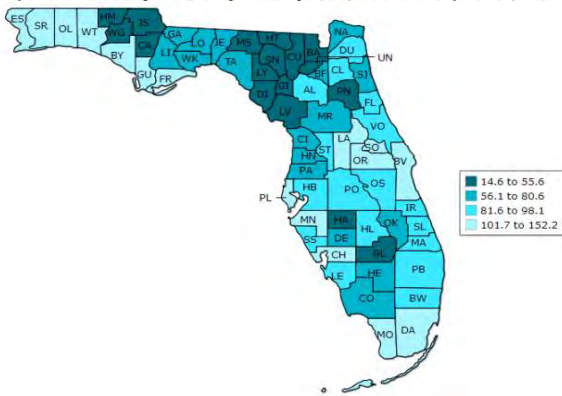 HM
IS
ES
SR
OL
WT
WG
CA
BY
GU
FR
GA
LI
LO
WK
JE
TA
MS
HT
SN
CU
BA
LY
DI
LV
NA
DU
UN
BF
CL
SJ
AL
PN
FL
MR
VO
CI
LA
SO
ST
HN
OR
BV
PA
PL
HB
PO
OS
IR
MN
HA
HL
OK
SL
SS
DE
MA
CH
GL
LE
HE
PB
CO
BW
MO
DA
14.6 to 55.6
56.1 to 80.6
81.6 to 98.1
101.7 to 152.2